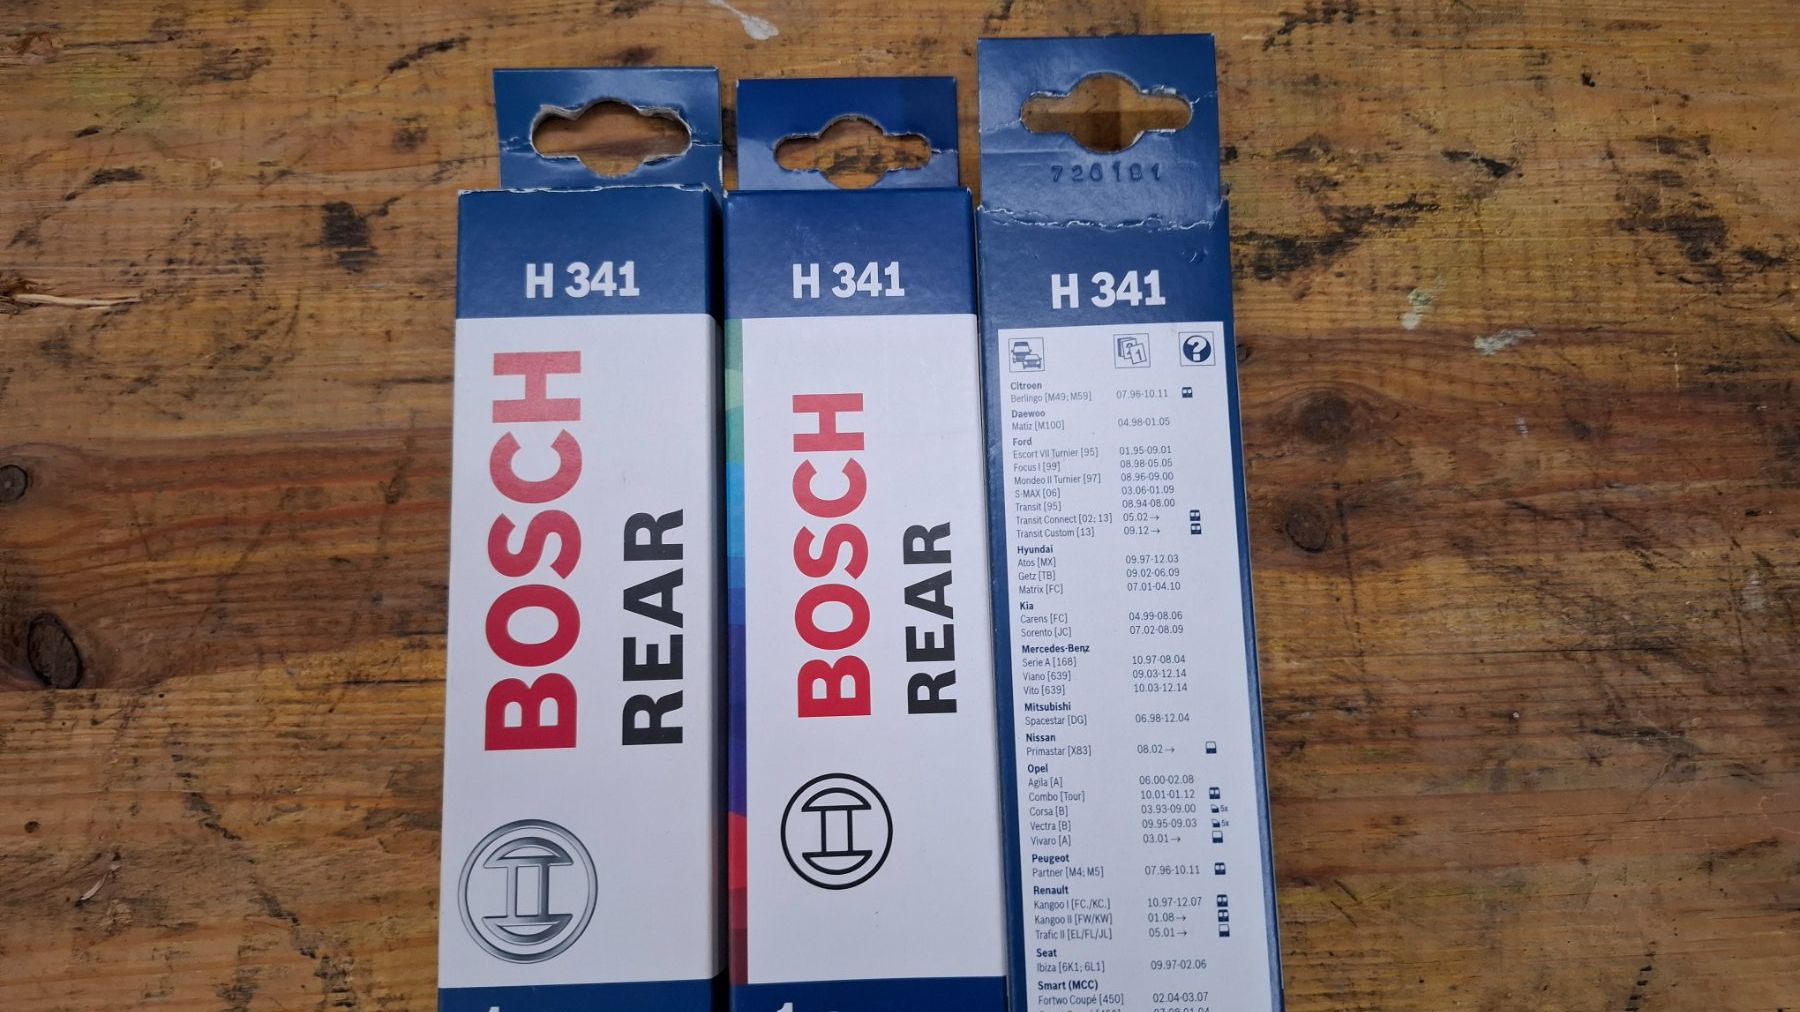 H 341
BOSCH
REAR
H 341
BOSCH
REAR
726191
H 341
Citroen
Berlingo [M49; M59] 07.96-10.11
Daewoo
Matiz [M100] 04.98-01.05
Ford
Escort VII Turnier [95] 01.95-09.01
Focus I [99] 08.98-05.05
Mondeo II Turnier [97] 08.96-09.00
S-MAX [06] 03.06-01.09
Transit [95] 08.94-08.00
Transit Connect [02; 13] 05.02→
Transit Custom [13] 09.12→
Hyundai
Atos [MX] 09.97-12.03
Getz [TB] 09.02-06.09
Matrix [FC] 07.01-04.10
Kia
Carens [FC] 04.99-08.06
Sorento [JC] 07.02-08.09
Mercedes-Benz
Serie A [168] 10.97-08.04
Viano [639] 09.03-12.14
Vito [639] 10.03-12.14
Mitsubishi
Spacestar [DG] 06.98-12.04
Nissan
Primastar [X83] 08.02→
Opel
Agila [A] 06.00-02.08
Combo [Tour] 10.01-01.12
Corsa [B] 03.93-09.00 5x
Vectra [B] 09.95-09.03 5x
Vivaro [A] 03.01→
Peugeot
Partner [M4; M5] 07.96-10.11
Renault
Kangoo I [FC./KC.] 10.97-12.07
Kangoo II [FW/KW] 01.08→
Trafic II [EL/FL/JL] 05.01→
Seat
Ibiza [6K1; 6L1] 09.97-02.06
Smart (MCC)
Fortwo Coupé [450] 02.04-03.07